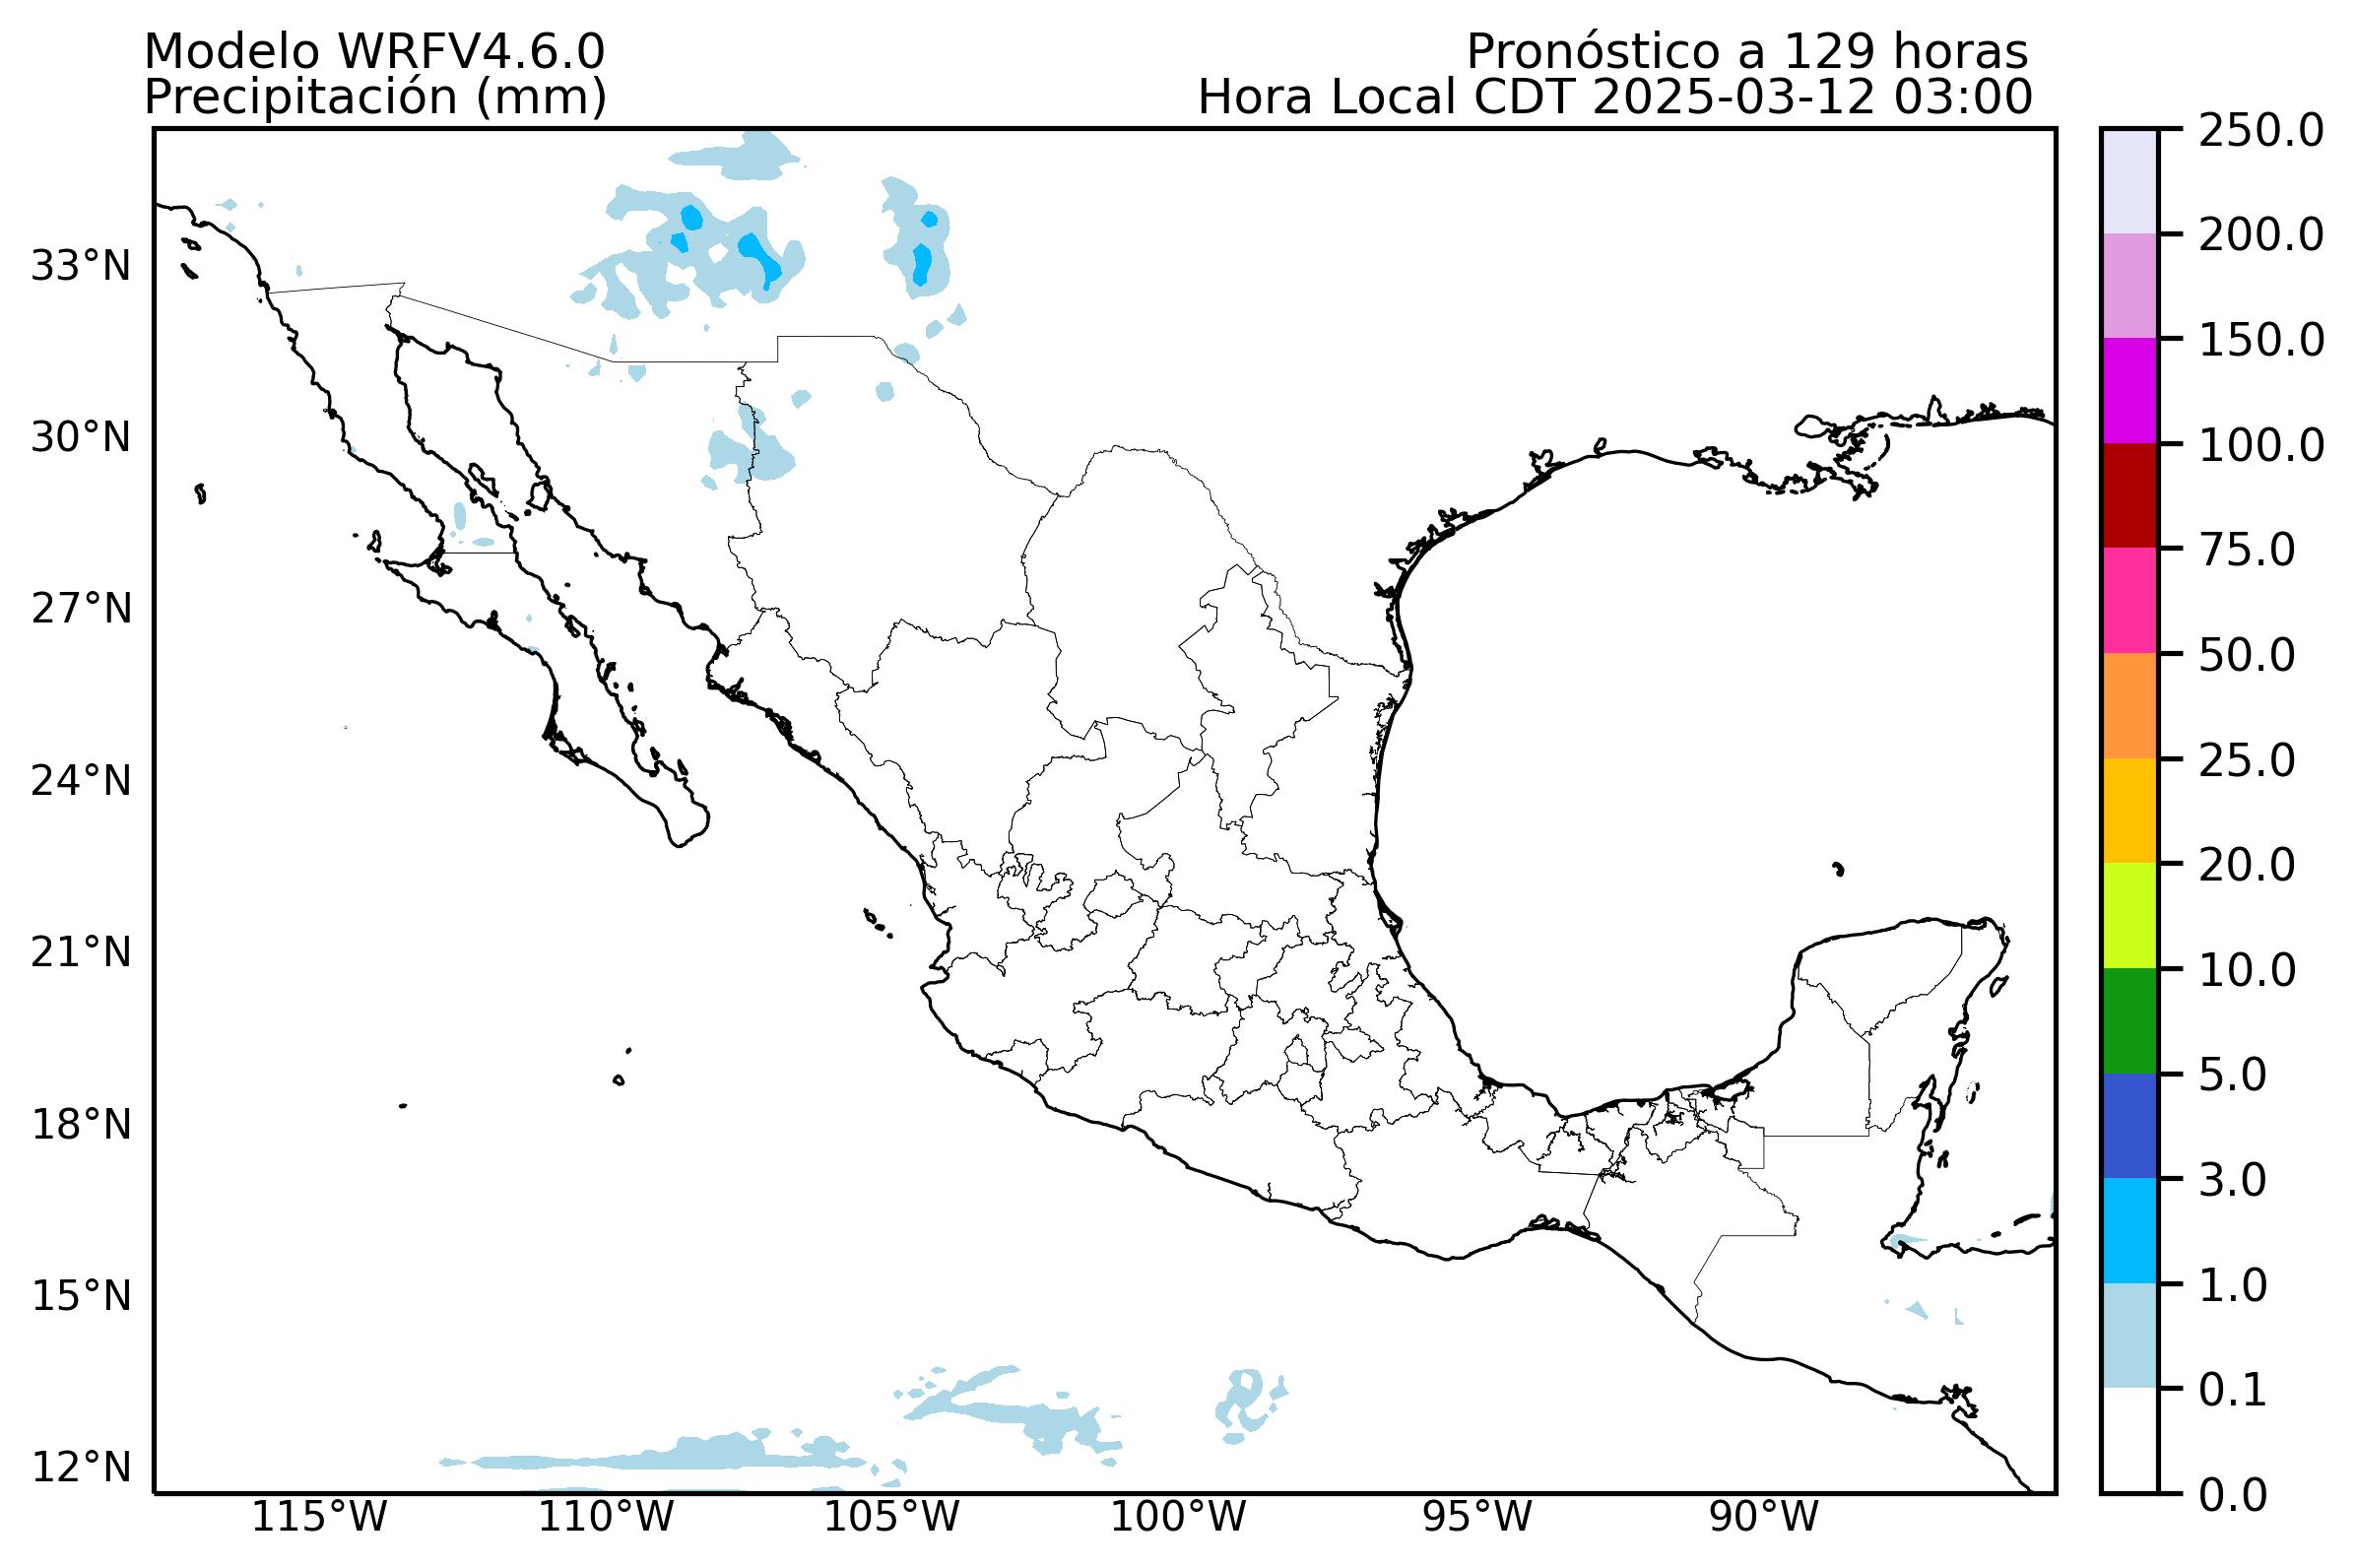 Modelo WRFV4.6.0
Precipitación (mm)
Pronóstico a 129 horas
Hora Local CDT 2025-03-12 03:00
33°N
30°N
27°N
24°N
21°N
18°N
15°N
12°N
115°W
110°W
105°W
100°W
95°W
90°W
250.0
200.0
150.0
100.0
75.0
50.0
25.0
20.0
10.0
5.0
3.0
1.0
0.1
0.0